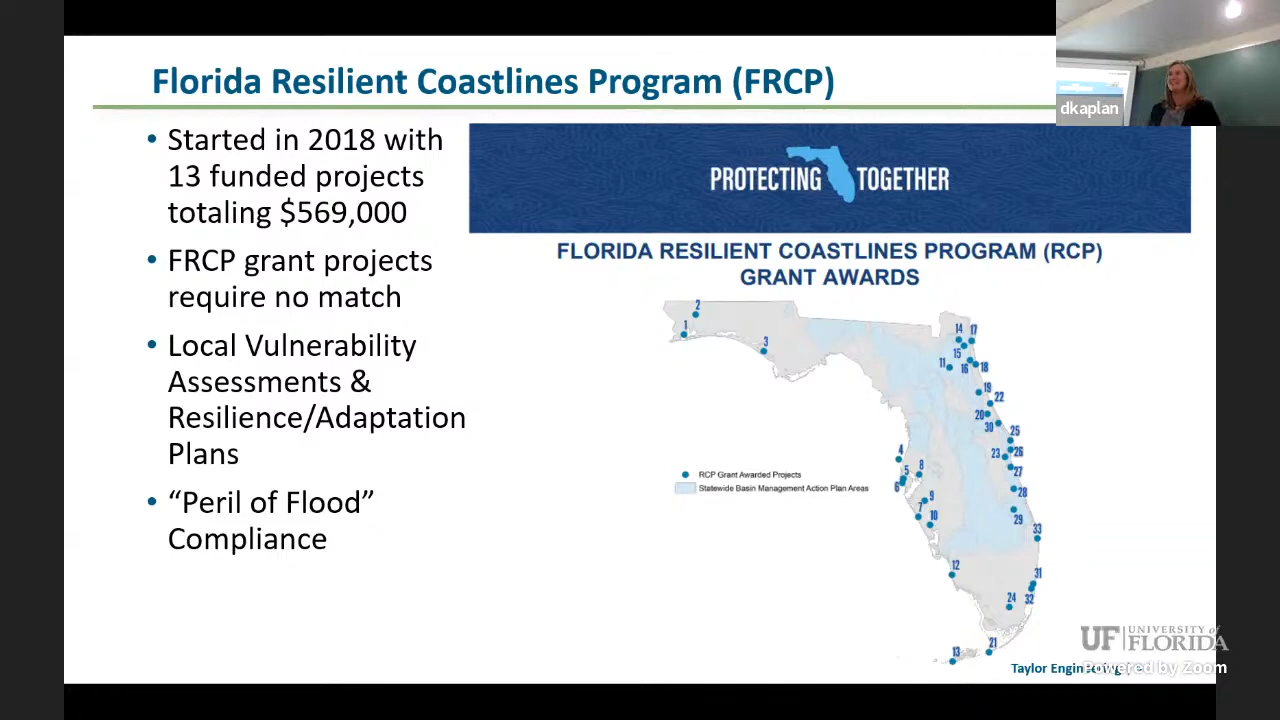 Florida Resilient Coastlines Program (FRCP)
dkaplan
• Started in 2018 with
13 funded projects
totaling $569,000
• FRCP grant projects
require no match
• Local Vulnerability
Assessments &
Resilience/Adaptation
Plans
• “Peril of Flood”
Compliance
PROTECTING TOGETHER
FLORIDA RESILIENT COASTLINES PROGRAM (RCP)
GRANT AWARDS
2
1
3
14 17
15
11 16 18
19
22
20
30
25
4
23 26
5 8
27
6
28
9
7
10
29
33
12
31
24 32
21
13
RCP Grant Awarded Projects
Statewide Basin Management Action Plan Areas
UF UNIVERSITY of
FLORIDA
Taylor Engineering
Powered by Zoom